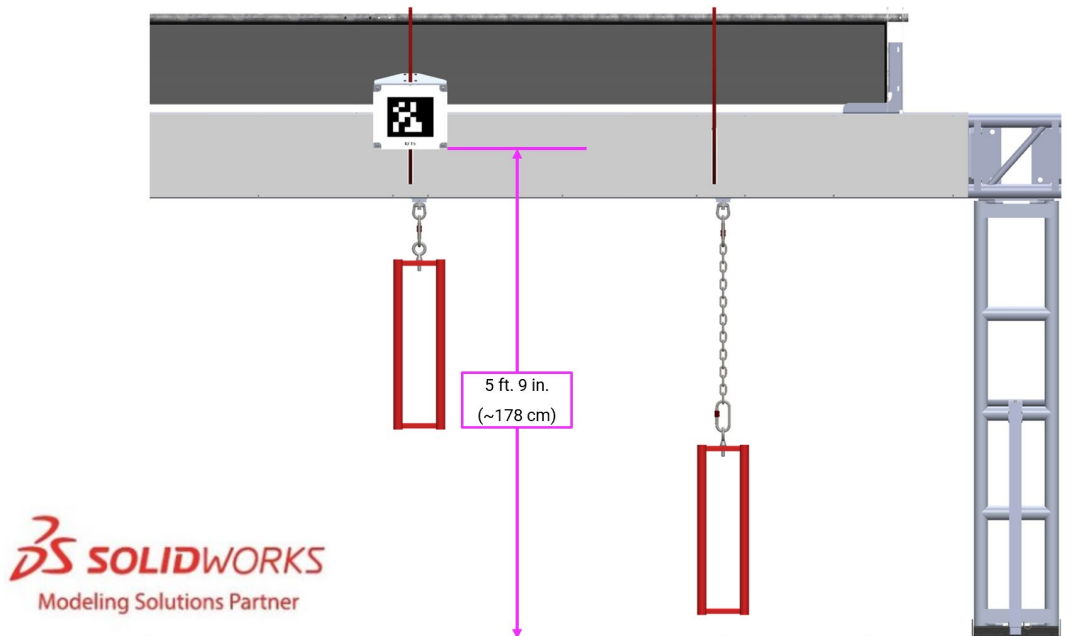 5 ft. 9 in.
(~178 cm)
SOLIDWORKS
Modeling Solutions Partner